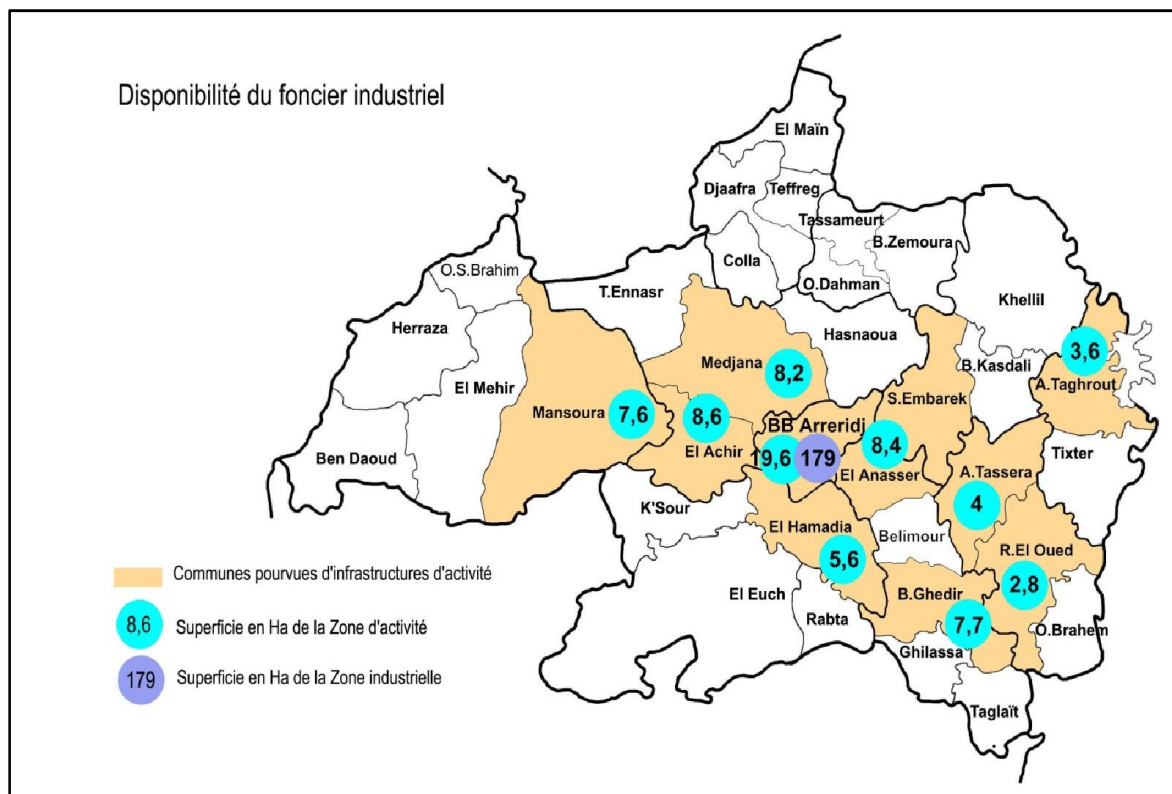 Disponibilité du foncier industriel
El Maïn
Djaafra
Teffreg
Tassameurt
B.Zemoura
O.S.Brahim
Colla
T.Ennasr
O.Dahman
Khellil
Herraza
Hasnaoua
3,6
Medjana
8,2
B.Kasdali
A.Taghrout
El Mehir
Mansoura
7,6
8,6
S.Embarek
BB Arreridj
8,4
El Achir
19,6
179
Ben Daoud
El Anasser
A.Tassera
Tixter
K'Sour
4
El Hamadia
Belimour
R.El Oued
5,6
2,8
El Euch
B.Ghedir
Rabta
7,7
O.Brahem
Ghilassa
Taglaït
Communes pourvues d'infrastructures d'activité
8,6
Superficie en Ha de la Zone d'activité
179
Superficie en Ha de la Zone industrielle